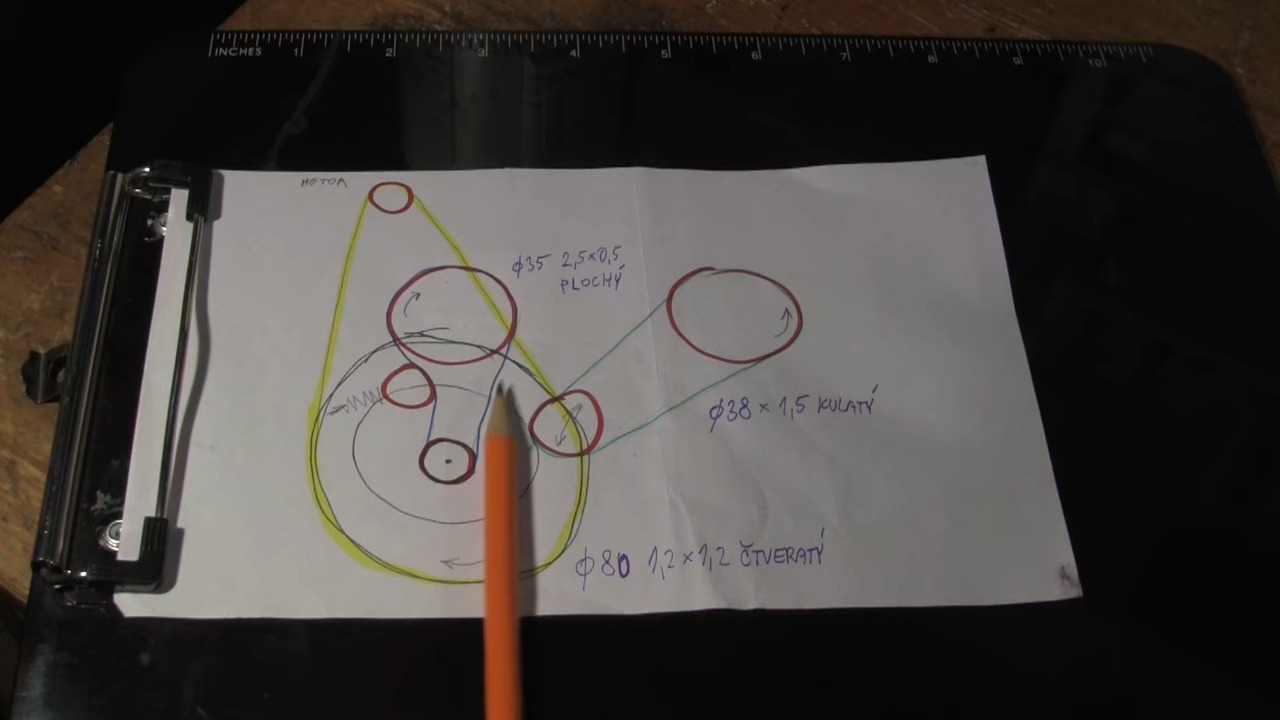 INCHES 1 2 3 4 5 6 7 8 9 10
MOTOR
φ35 2,5×0,5
PLOCHÝ
φ38 × 1,5 KULATÝ
φ80 1,2×1,2 ČTVERATÝ